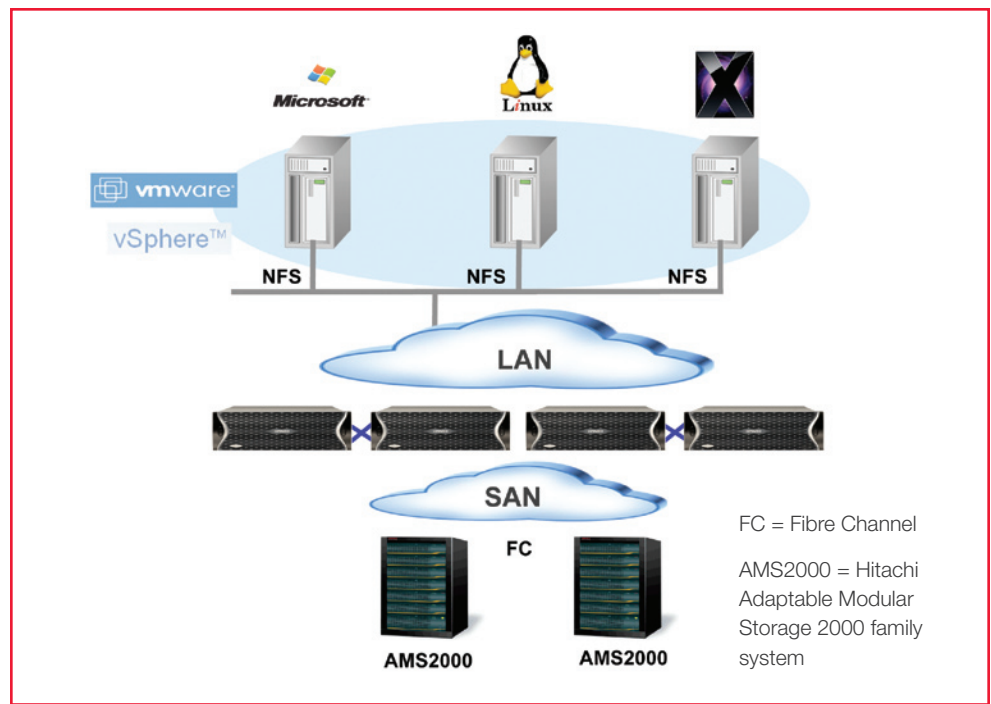 Microsoft
Linux
X
vmware
vSphere™
NFS
NFS
NFS
LAN
SAN
FC
AMS2000
AMS2000
FC = Fibre Channel
AMS2000 = Hitachi
Adaptable Modular
Storage 2000 family
system